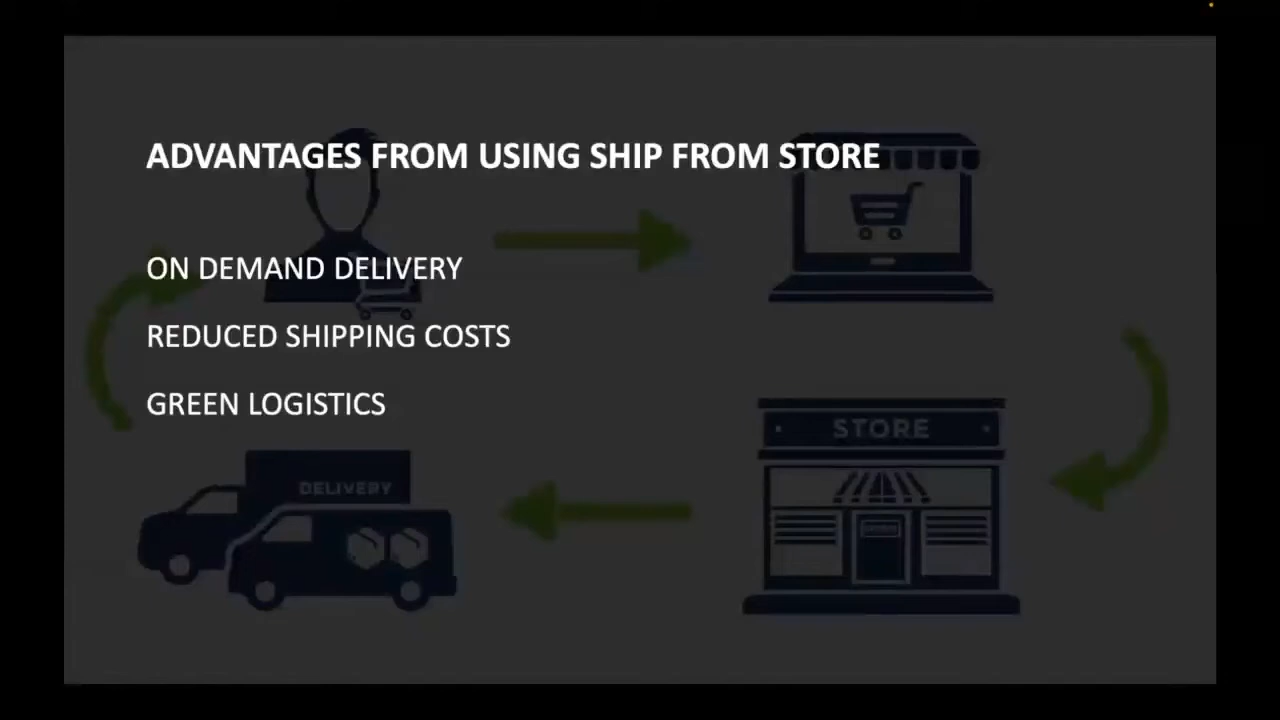 ADVANTAGES FROM USING SHIP FROM STORE
ON DEMAND DELIVERY
REDUCED SHIPPING COSTS
GREEN LOGISTICS
STORE
DELIVERY